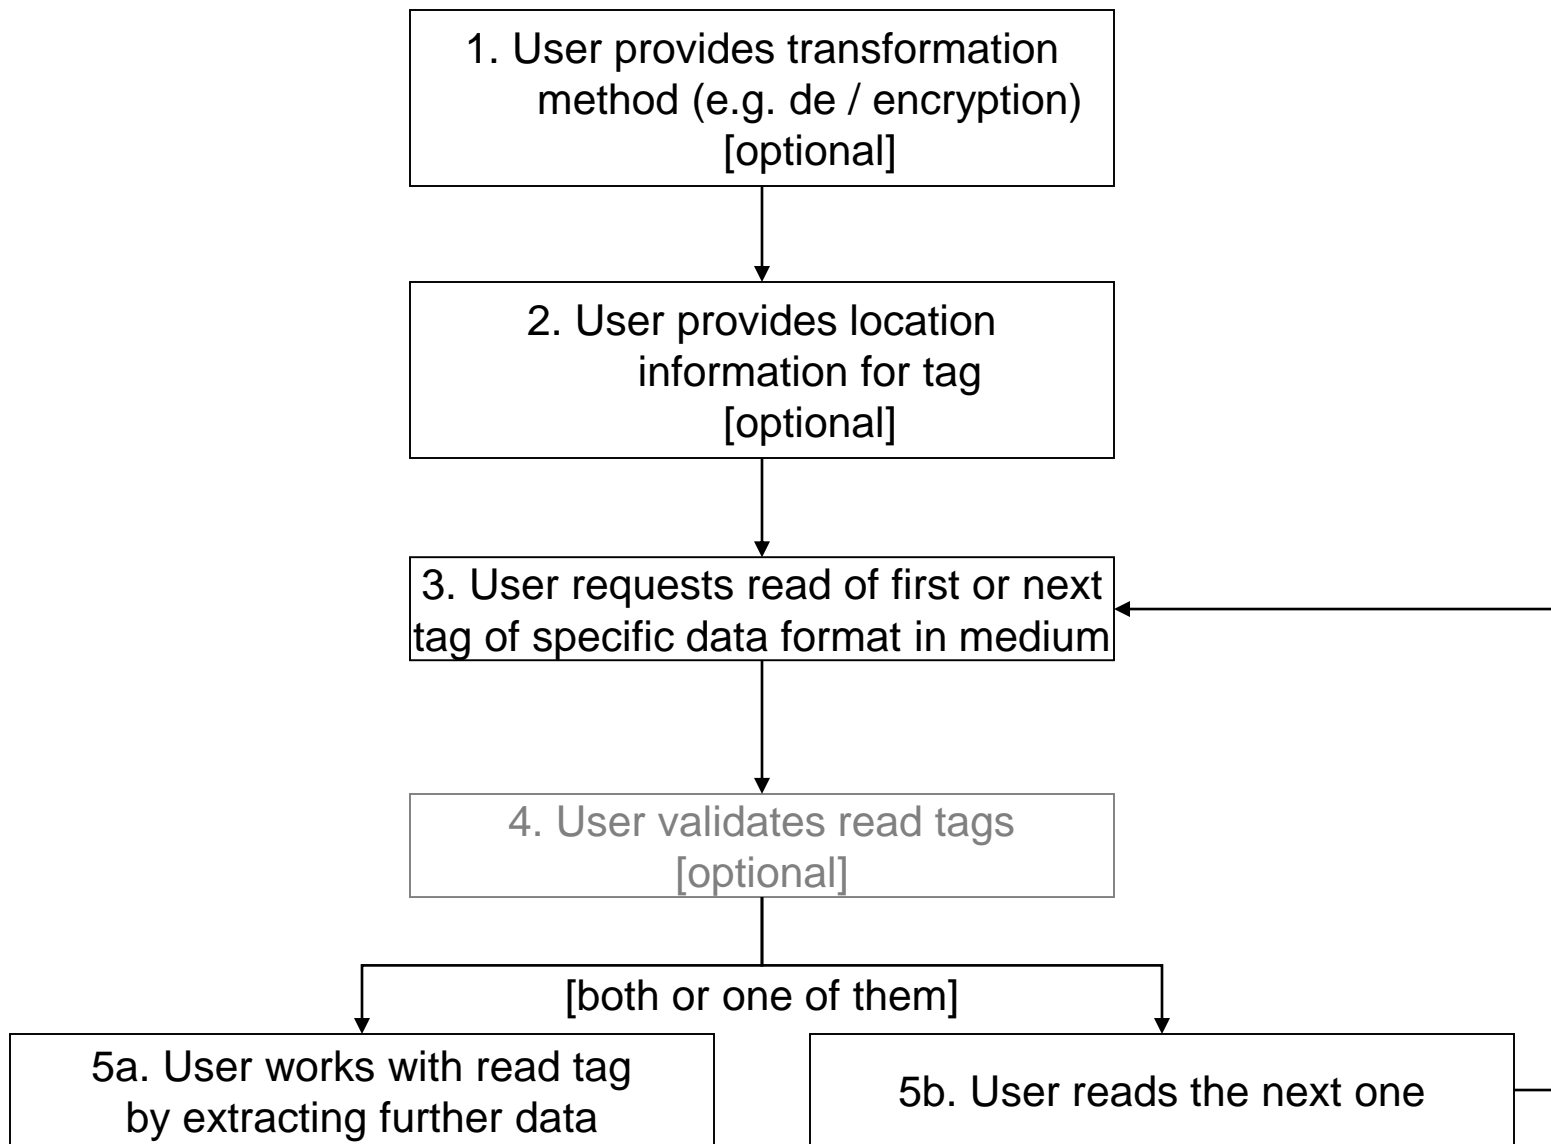 1. User provides transformation
method (e.g. de / encryption)
[optional]
2. User provides location
information for tag
[optional]
3. User requests read of first or next
tag of specific data format in medium
4. User validates read tags
[optional]
[both or one of them]
5a. User works with read tag
by extracting further data
5b. User reads the next one